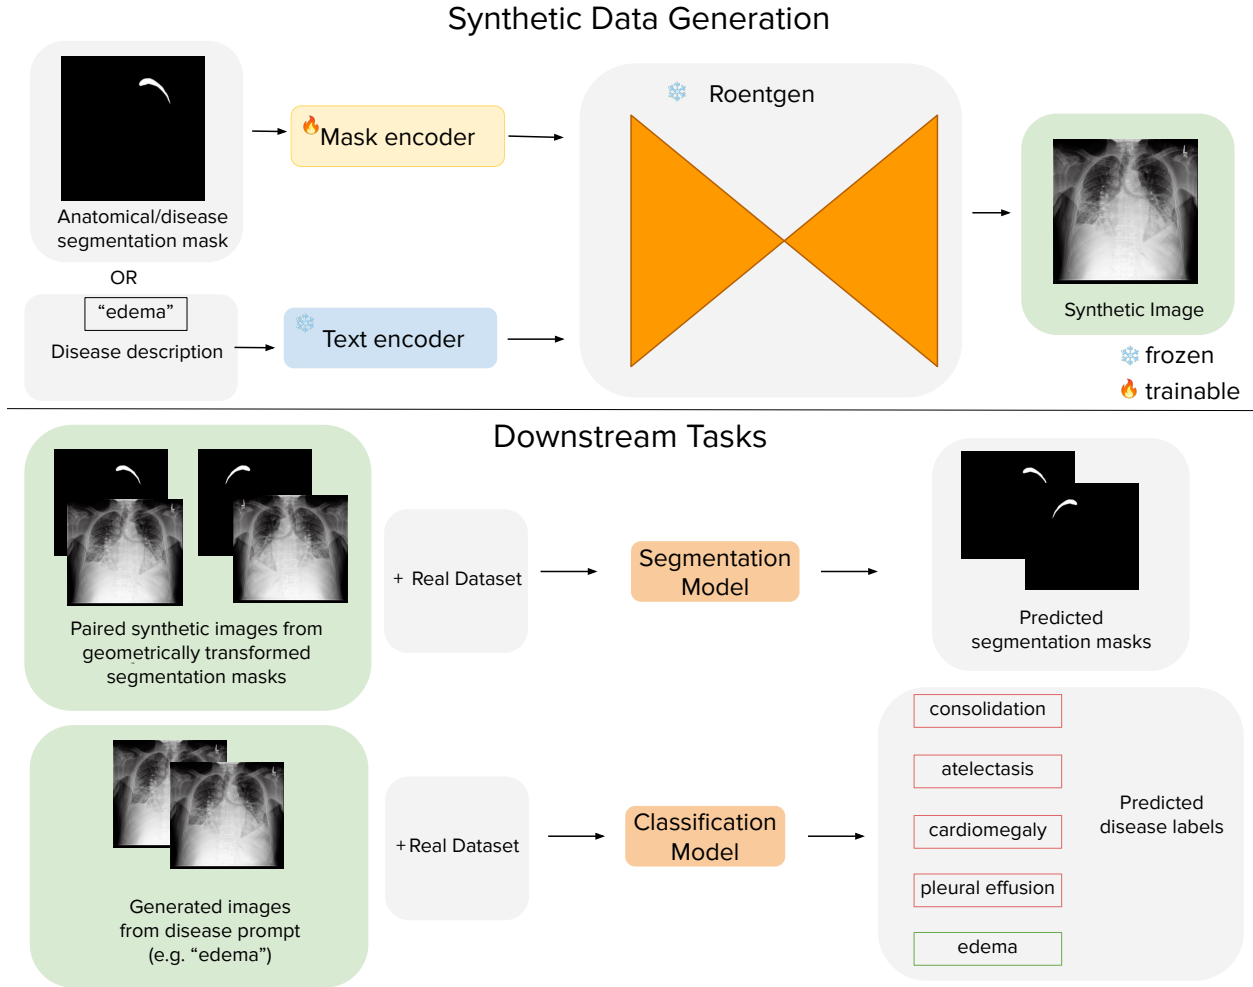 Synthetic Data Generation
Anatomical/disease
segmentation mask
OR
“edema”
Disease description
Mask encoder
Text encoder
Roentgen
Synthetic Image
frozen
trainable
Downstream Tasks
Paired synthetic images from
geometrically transformed
segmentation masks
+ Real Dataset
Segmentation
Model
Predicted
segmentation masks
Generated images
from disease prompt
(e.g. “edema”)
+ Real Dataset
Classification
Model
consolidation
atelectasis
cardiomegaly
pleural effusion
edema
Predicted
disease labels